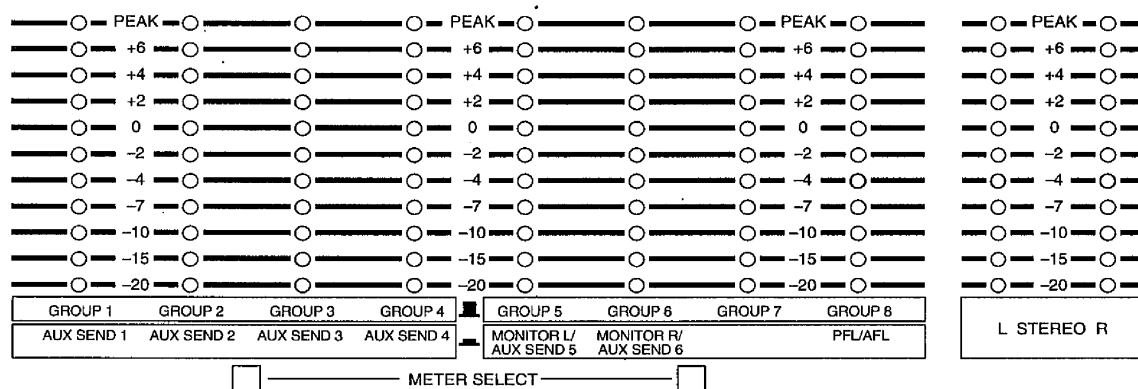 PEAK PEAK PEAK PEAK
+6 +6 +6 +6
+4 +4 +4 +4
+2 +2 +2 +2
0 0 0 0
−2 −2 −2 −2
−4 −4 −4 −4
−7 −7 −7 −7
−10 −10 −10 −10
−15 −15 −15 −15
−20 −20 −20 −20
GROUP 1 GROUP 2 GROUP 3 GROUP 4 GROUP 5 GROUP 6 GROUP 7 GROUP 8
AUX SEND 1 AUX SEND 2 AUX SEND 3 AUX SEND 4
MONITOR L/
AUX SEND 5
MONITOR R/
AUX SEND 6
PFL/AFL
L STEREO R
METER SELECT